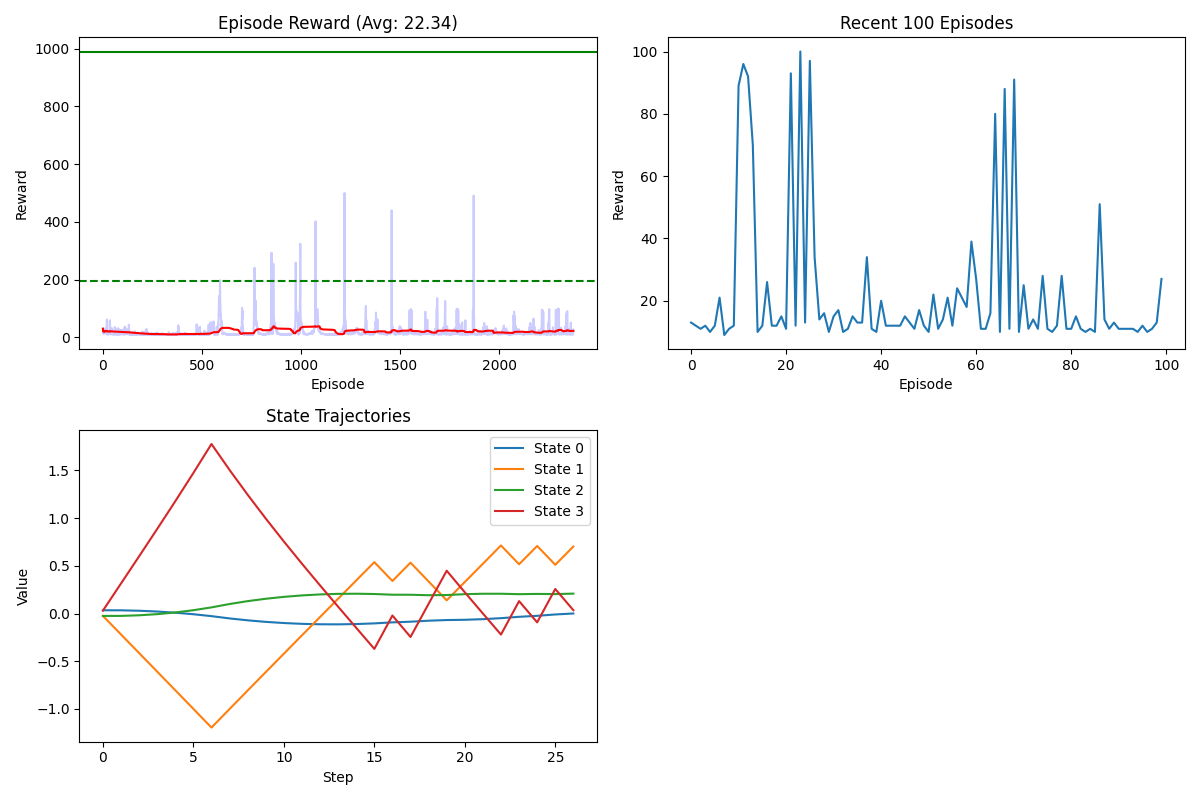 Episode Reward (Avg: 22.34)
Reward
1000
800
600
400
200
0
0
500
1000
1500
2000
Episode
Recent 100 Episodes
Reward
100
80
60
40
20
0
20
40
60
80
100
Episode
State Trajectories
Value
1.5
1.0
0.5
0.0
−0.5
−1.0
State 0
State 1
State 2
State 3
0
5
10
15
20
25
Step